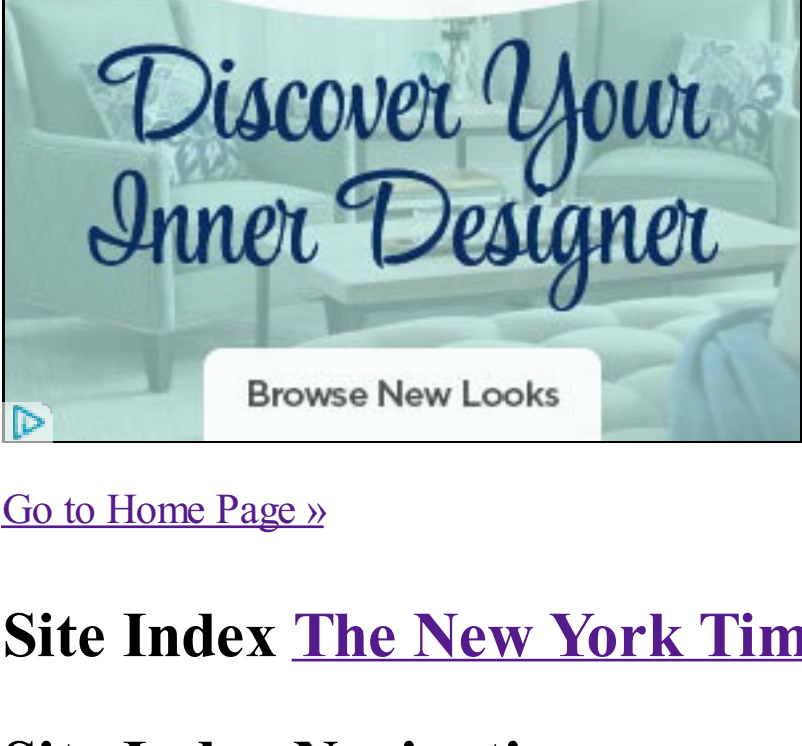 Discover Your
Inner Designer
Browse New Looks
Go to Home Page »
Site Index The New York Tim